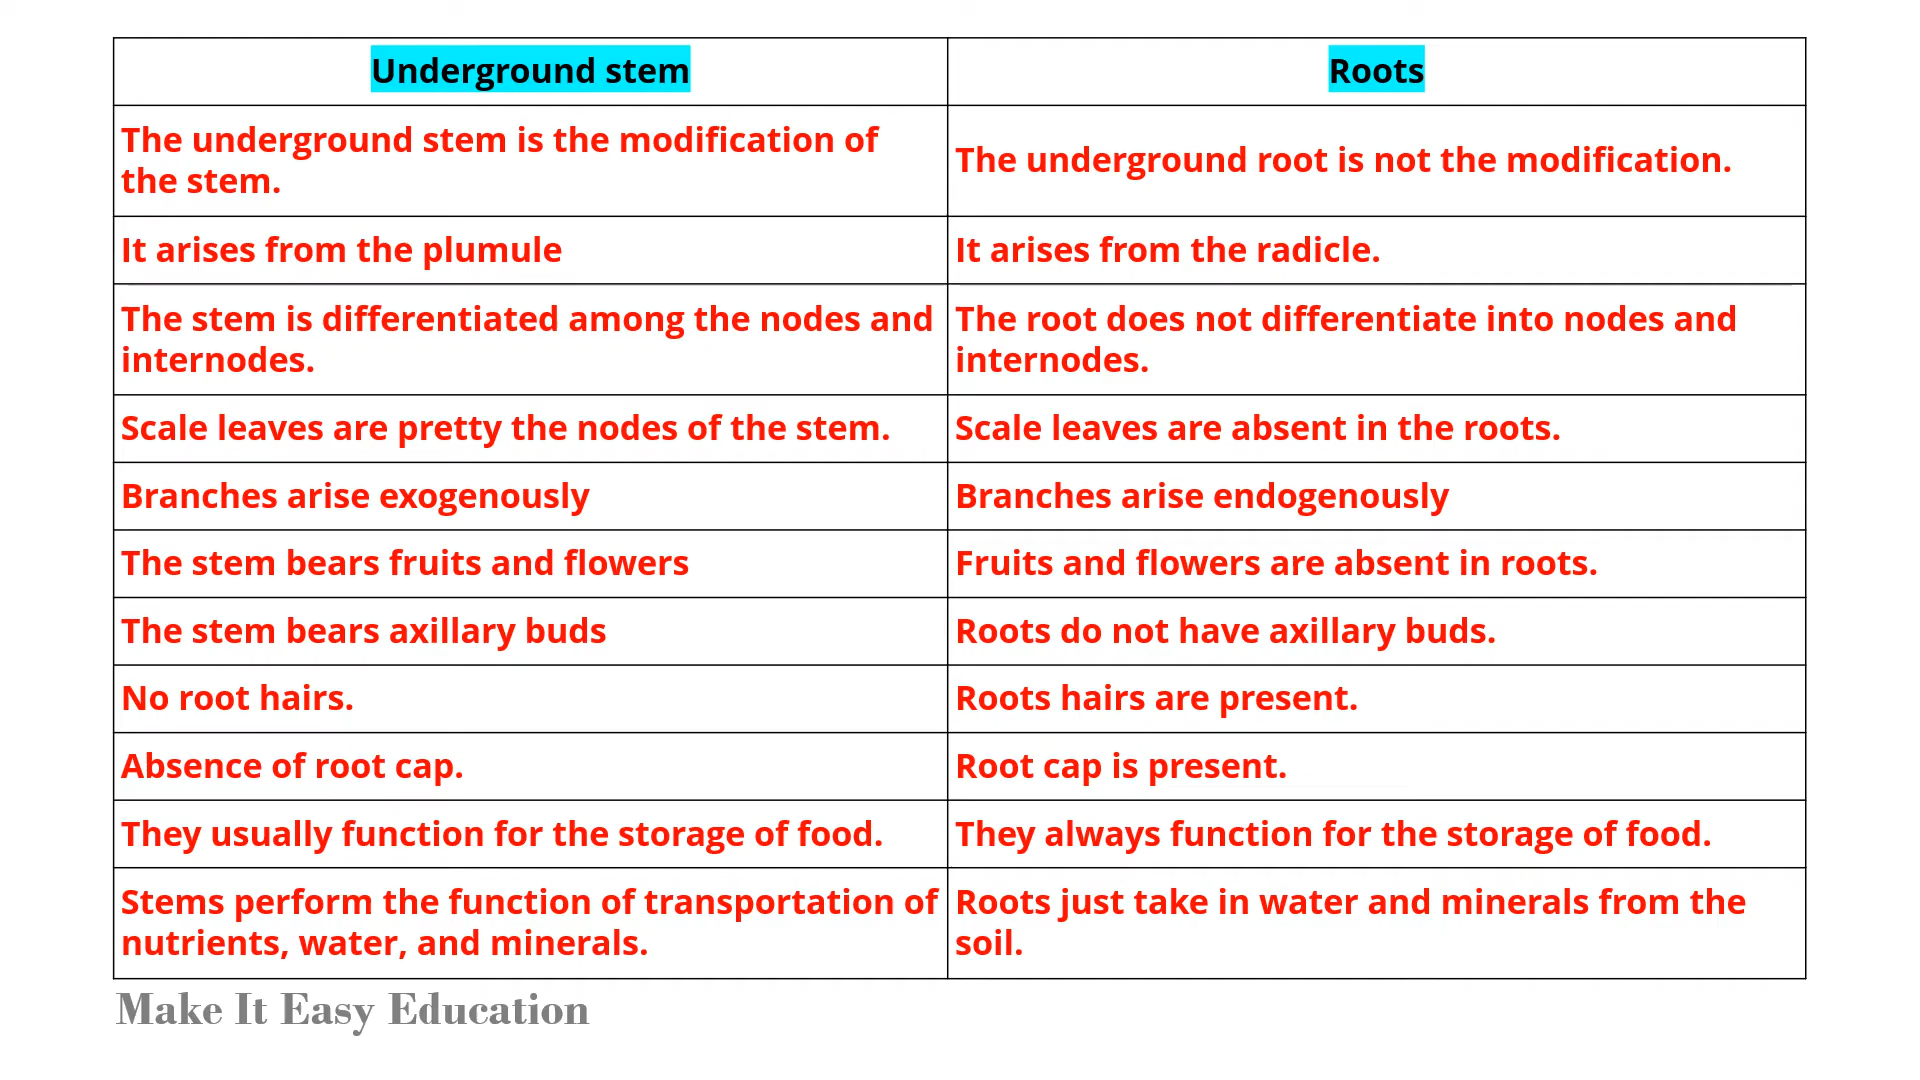 Underground stem
Roots
The underground stem is the modification of
the stem.
The underground root is not the modification.
It arises from the plumule
It arises from the radicle.
The stem is differentiated among the nodes and
internodes.
The root does not differentiate into nodes and
internodes.
Scale leaves are pretty the nodes of the stem.
Scale leaves are absent in the roots.
Branches arise exogenously
Branches arise endogenously
The stem bears fruits and flowers
Fruits and flowers are absent in roots.
The stem bears axillary buds
Roots do not have axillary buds.
No root hairs.
Roots hairs are present.
Absence of root cap.
Root cap is present.
They usually function for the storage of food.
They always function for the storage of food.
Stems perform the function of transportation of
nutrients, water, and minerals.
Roots just take in water and minerals from the
soil.
Make It Easy Education